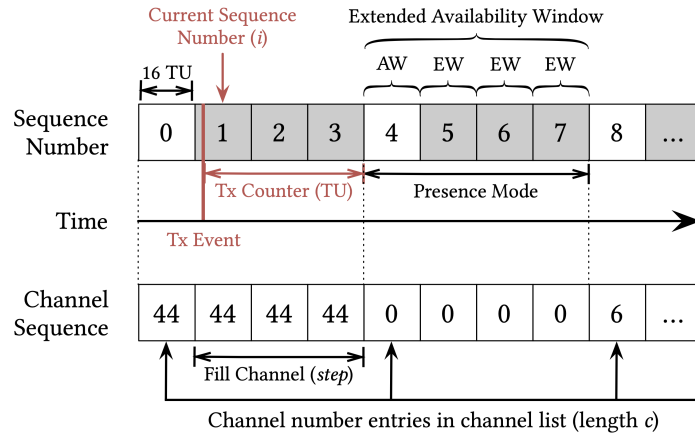 Current Sequence
Number (i)
Extended Availability Window
AW EW EW EW
16 TU
Sequence
Number
0 1 2 3 4 5 6 7 8 ...
Tx Counter (TU)
Presence Mode
Time
Tx Event
Channel
Sequence
44 44 44 44 0 0 0 0 6 ...
Fill Channel (step)
Channel number entries in channel list (length c)